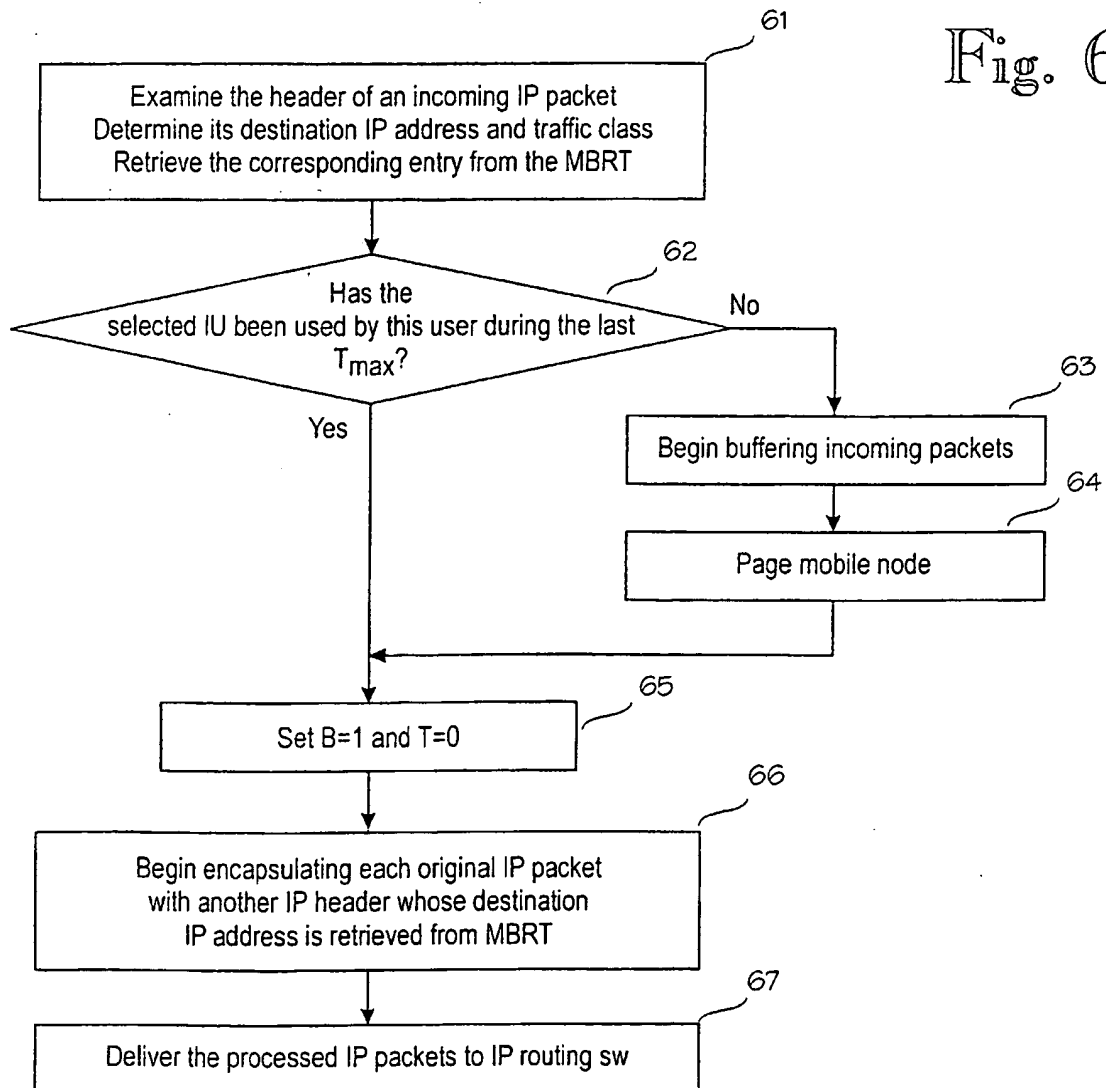 Fig. 6
61
Examine the header of an incoming IP packet
Determine its destination IP address and traffic class
Retrieve the corresponding entry from the MBRT
62
Has the
selected IU been used by this user during the last
Tmax?
No
Yes
63
Begin buffering incoming packets
64
Page mobile node
65
Set B=1 and T=0
66
Begin encapsulating each original IP packet
with another IP header whose destination
IP address is retrieved from MBRT
67
Deliver the processed IP packets to IP routing sw